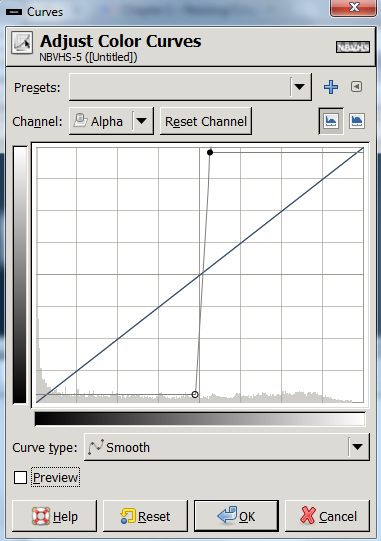 Curves
Adjust Color Curves
NBVHS-5 ([Untitled])
NBVHS
Presets:
Channel: Alpha Reset Channel
Curve type: Smooth
Preview
Help Reset OK Cancel